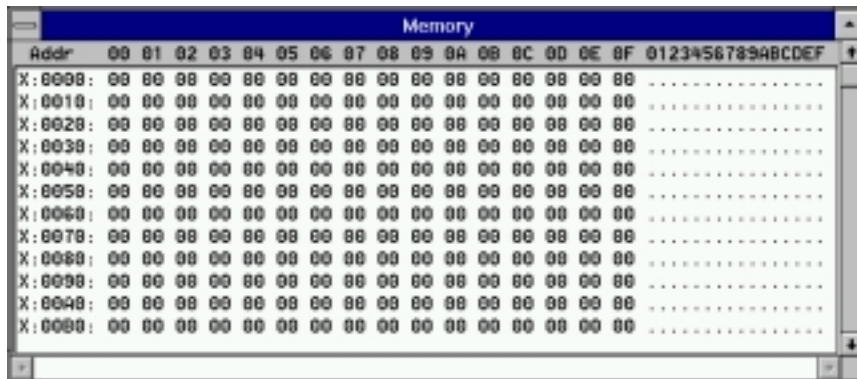 Memory
Addr 00 01 02 03 04 05 06 07 08 09 0A 0B 0C 0D 0E 0F 0123456789ABCDEF
X:0000: 00 00 00 00 00 00 00 00 00 00 00 00 00 00 00 00 ................
X:0010: 00 00 00 00 00 00 00 00 00 00 00 00 00 00 00 00 ................
X:0020: 00 00 00 00 00 00 00 00 00 00 00 00 00 00 00 00 ................
X:0030: 00 00 00 00 00 00 00 00 00 00 00 00 00 00 00 00 ................
X:0040: 00 00 00 00 00 00 00 00 00 00 00 00 00 00 00 00 ................
X:0050: 00 00 00 00 00 00 00 00 00 00 00 00 00 00 00 00 ................
X:0060: 00 00 00 00 00 00 00 00 00 00 00 00 00 00 00 00 ................
X:0070: 00 00 00 00 00 00 00 00 00 00 00 00 00 00 00 00 ................
X:0080: 00 00 00 00 00 00 00 00 00 00 00 00 00 00 00 00 ................
X:0090: 00 00 00 00 00 00 00 00 00 00 00 00 00 00 00 00 ................
X:00A0: 00 00 00 00 00 00 00 00 00 00 00 00 00 00 00 00 ................
X:00B0: 00 00 00 00 00 00 00 00 00 00 00 00 00 00 00 00 ................